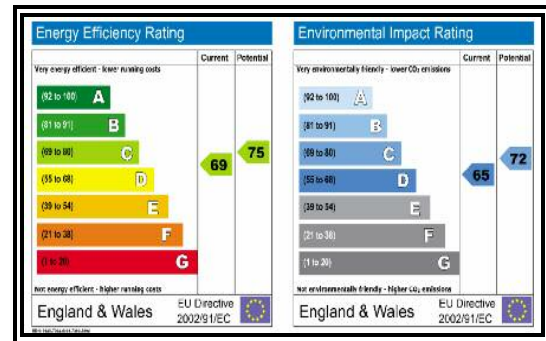 Energy Efficiency Rating
Current Potential
Very energy efficient - lower running costs
(92 to 100) A
(81 to 91) B
(69 to 80) C
(55 to 68) D
(39 to 54) E
(21 to 38) F
(1 to 20) G
69
75
Not energy efficient - higher running costs
England & Wales
EU Directive
2002/91/EC
Environmental Impact Rating
Current Potential
Very environmentally friendly - lower CO₂ emissions
(92 to 100) A
(81 to 91) B
(69 to 80) C
(55 to 68) D
(39 to 54) E
(21 to 38) F
(1 to 20) G
65
72
Not environmentally friendly - higher CO₂ emissions
England & Wales
EU Directive
2002/91/EC